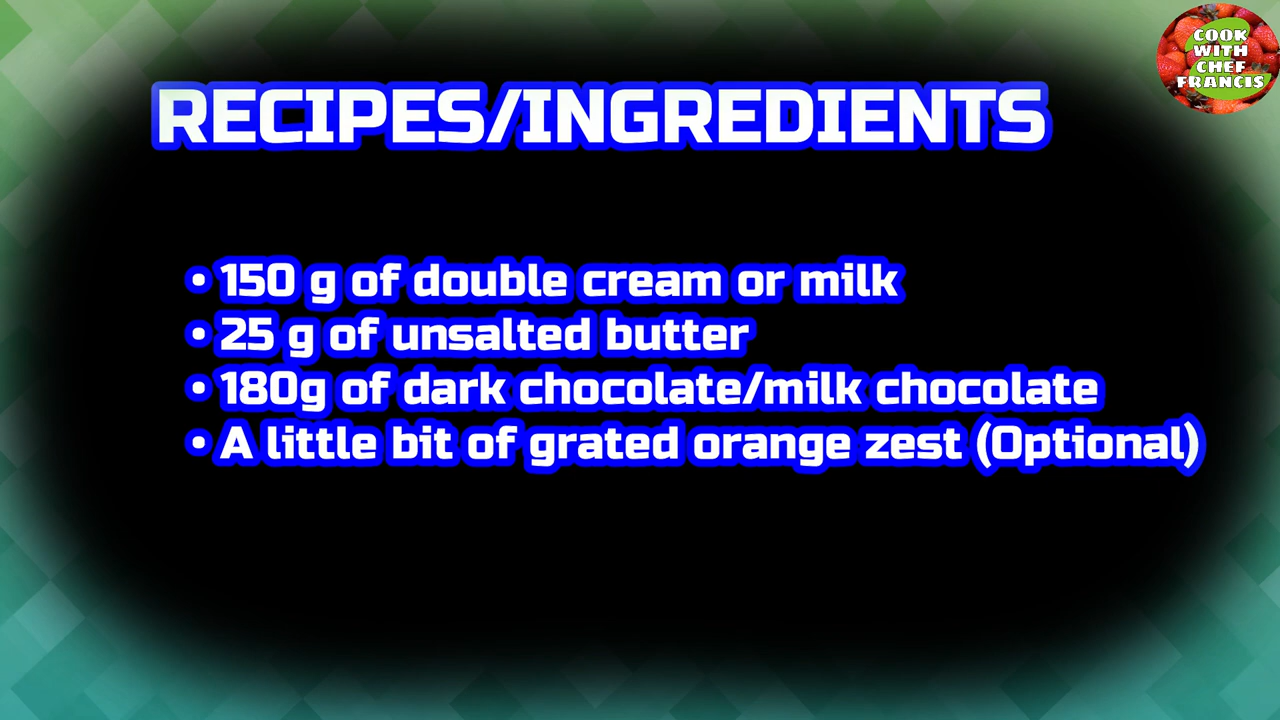 COOK
WITH
CHEF
FRANCIS
RECIPES/INGREDIENTS
• 150 g of double cream or milk
• 25 g of unsalted butter
• 180g of dark chocolate/milk chocolate
• A little bit of grated orange zest (Optional)